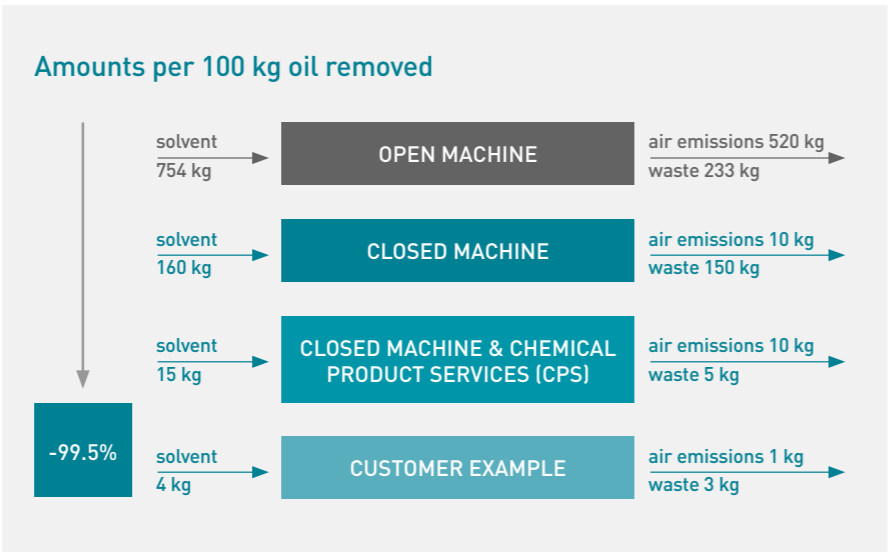 Amounts per 100 kg oil removed
solvent
754 kg
OPEN MACHINE
air emissions 520 kg
waste 233 kg
solvent
160 kg
CLOSED MACHINE
air emissions 10 kg
waste 150 kg
solvent
15 kg
CLOSED MACHINE & CHEMICAL
PRODUCT SERVICES (CPS)
air emissions 10 kg
waste 5 kg
-99.5%
solvent
4 kg
CUSTOMER EXAMPLE
air emissions 1 kg
waste 3 kg